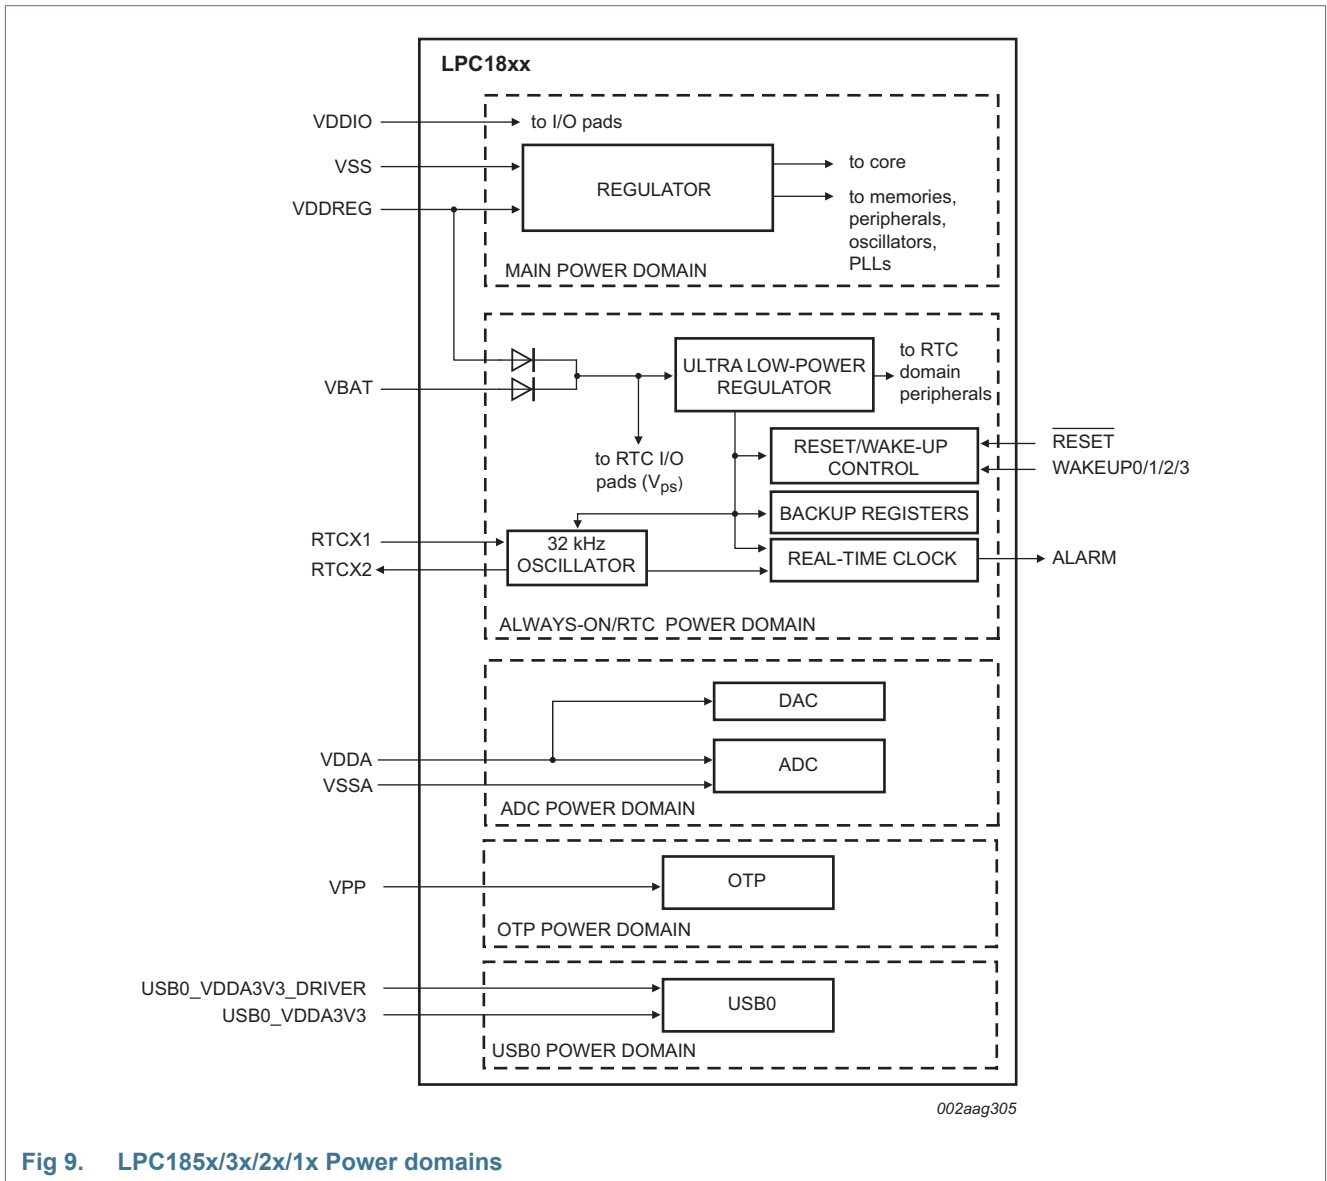 LPC18xx
VDDIO
to I/O pads
VSS
REGULATOR
to core
VDDREG
to memories,
peripherals,
oscillators,
PLLs
MAIN POWER DOMAIN
VBAT
ULTRA LOW-POWER
REGULATOR
to RTC
domain
peripherals
to RTC I/O
pads (Vps)
RESET/WAKE-UP
CONTROL
RESET
WAKEUP0/1/2/3
BACKUP REGISTERS
RTCX1
RTCX2
32 kHz
OSCILLATOR
REAL-TIME CLOCK
ALARM
ALWAYS-ON/RTC POWER DOMAIN
DAC
VDDA
VSSA
ADC
ADC POWER DOMAIN
VPP
OTP
OTP POWER DOMAIN
USB0_VDDA3V3_DRIVER
USB0_VDDA3V3
USB0
USB0 POWER DOMAIN
002aag305
Fig 9. LPC185x/3x/2x/1x Power domains